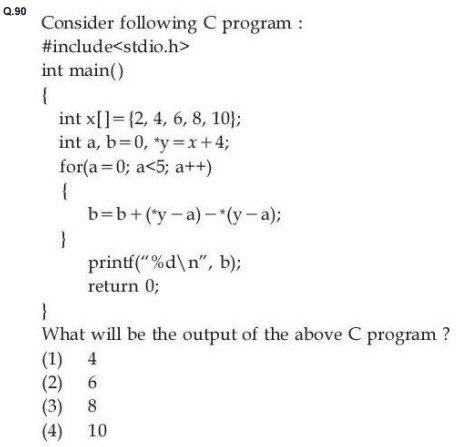 Q.90
Consider following C program :
#include<stdio.h>
int main()
{
int x[]={2, 4, 6, 8, 10};
int a, b=0, *y=x+4;
for(a=0; a<5; a++)
{
b=b+(*y-a)-*(y-a);
}
printf("%d\n", b);
return 0;
}
What will be the output of the above C program ?
(1) 4
(2) 6
(3) 8
(4) 10